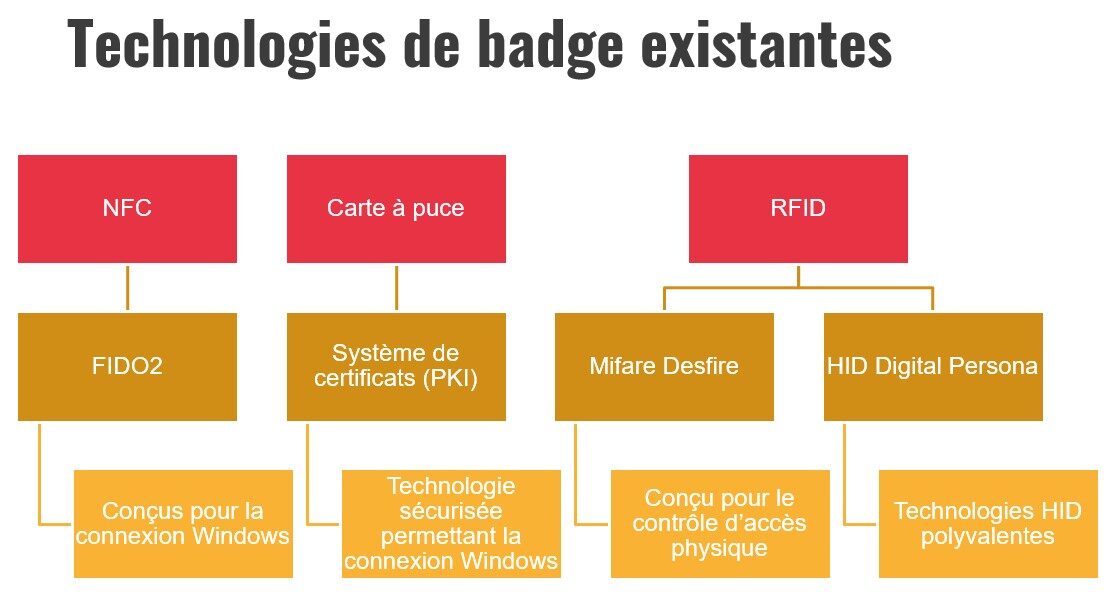 Technologies de badge existantes
NFC
Carte à puce
RFID
FIDO2
Système de
certificats (PKI)
Mifare Desfire
HID Digital Persona
Conçus pour la
connexion Windows
Technologie
sécurisée
permettant la
connexion Windows
Conçu pour le
contrôle d’accès
physique
Technologies HID
polyvalentes